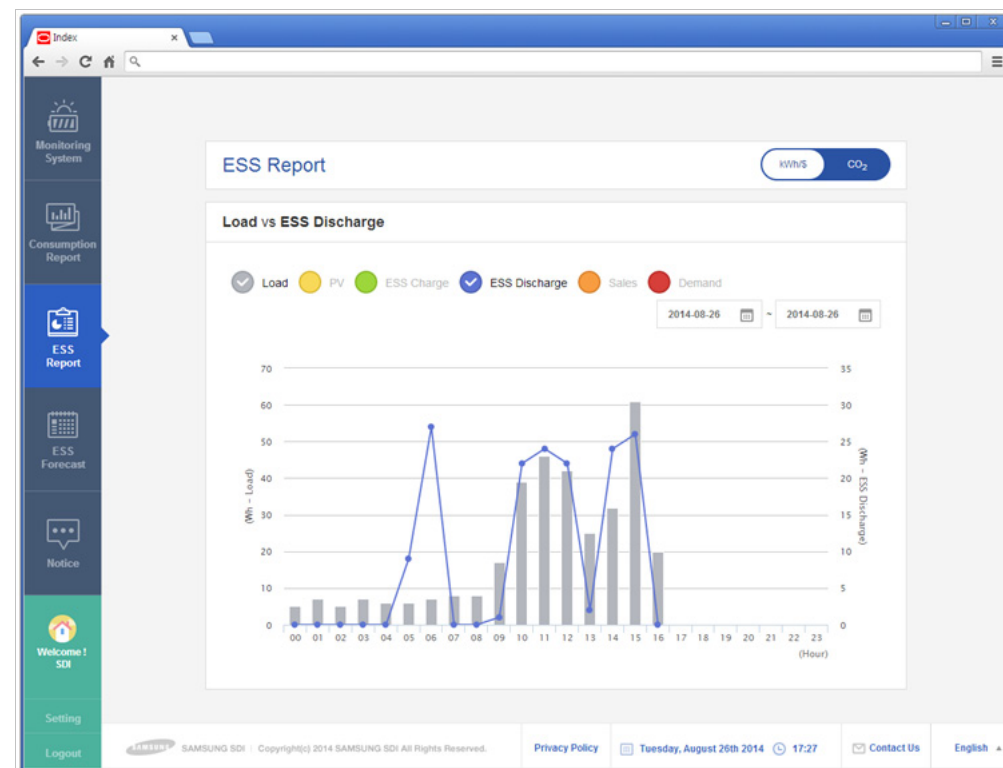 Index
Monitoring
System
Consumption
Report
ESS
Report
ESS
Forecast
Notice
Welcome !
SDI
Setting
Logout
ESS Report
kWh/$
CO₂
Load vs ESS Discharge
Load PV ESS Charge ESS Discharge Sales Demand
2014-08-26 ~ 2014-08-26
70 35
60 30
50 25
40 20
30 15
20 10
10 5
0 0
(Wh - Load)
(Wh - ESS Discharge)
00 01 02 03 04 05 06 07 08 09 10 11 12 13 14 15 16 17 18 19 20 21 22 23
(Hour)
SAMSUNG SAMSUNG SDI | Copyright(c) 2014 SAMSUNG SDI All Rights Reserved. Privacy Policy Tuesday, August 26th 2014 17:27 Contact Us English